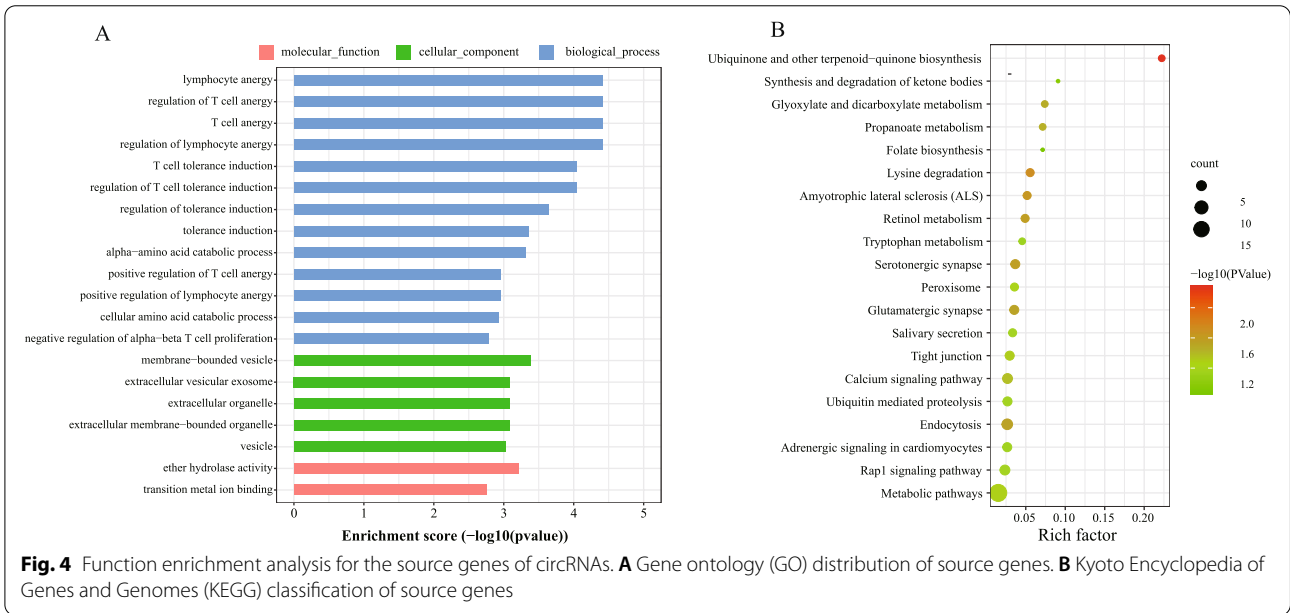 A
molecular_function cellular_component biological_process
lymphocyte anergy
regulation of T cell anergy
T cell anergy
regulation of lymphocyte anergy
T cell tolerance induction
regulation of T cell tolerance induction
regulation of tolerance induction
tolerance induction
alpha−amino acid catabolic process
positive regulation of T cell anergy
positive regulation of lymphocyte anergy
cellular amino acid catabolic process
negative regulation of alpha−beta T cell proliferation
membrane−bounded vesicle
extracellular vesicular exosome
extracellular organelle
extracellular membrane−bounded organelle
vesicle
ether hydrolase activity
transition metal ion binding
0 1 2 3 4 5
Enrichment score (−log10(pvalue))
B
Ubiquinone and other terpenoid−quinone biosynthesis
Synthesis and degradation of ketone bodies
Glyoxylate and dicarboxylate metabolism
Propanoate metabolism
Folate biosynthesis
Lysine degradation
Amyotrophic lateral sclerosis (ALS)
Retinol metabolism
Tryptophan metabolism
Serotonergic synapse
Peroxisome
Glutamatergic synapse
Salivary secretion
Tight junction
Calcium signaling pathway
Ubiquitin mediated proteolysis
Endocytosis
Adrenergic signaling in cardiomyocytes
Rap1 signaling pathway
Metabolic pathways
0.05 0.10 0.15 0.20
Rich factor
count
5
10
15
−log10(PValue)
2.0
1.6
1.2
Fig. 4 Function enrichment analysis for the source genes of circRNAs. A Gene ontology (GO) distribution of source genes. B Kyoto Encyclopedia of
Genes and Genomes (KEGG) classification of source genes